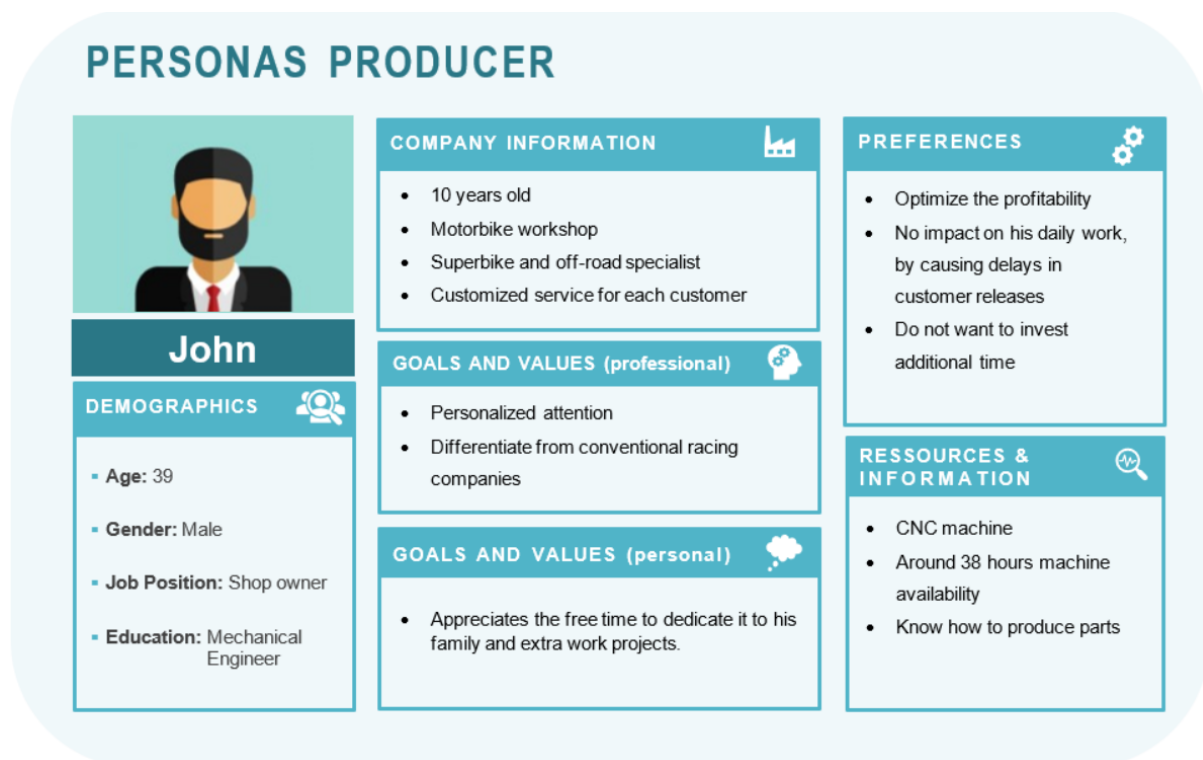 PERSONAS PRODUCER
John
DEMOGRAPHICS
Age: 39
Gender: Male
Job Position: Shop owner
Education: Mechanical
Engineer
COMPANY INFORMATION
10 years old
Motorbike workshop
Superbike and off-road specialist
Customized service for each customer
GOALS AND VALUES (professional)
Personalized attention
Differentiate from conventional racing
companies
GOALS AND VALUES (personal)
Appreciates the free time to dedicate it to his
family and extra work projects.
PREFERENCES
Optimize the profitability
No impact on his daily work,
by causing delays in
customer releases
Do not want to invest
additional time
RESSOURCES &
INFORMATION
CNC machine
Around 38 hours machine
availability
Know how to produce parts